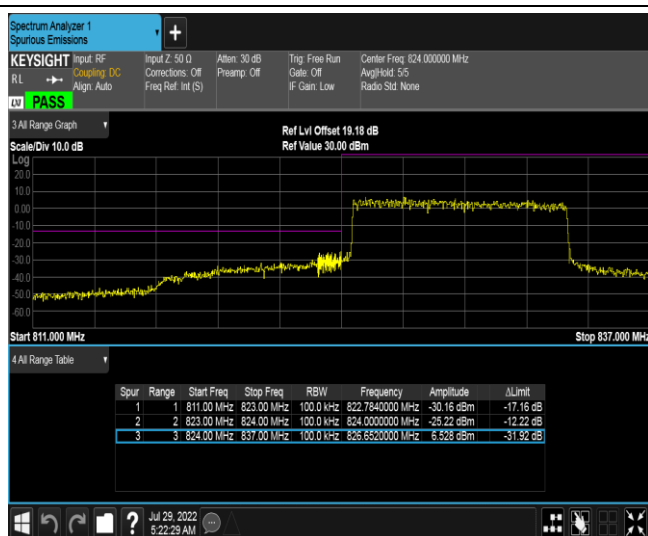 Spectrum Analyzer 1
Spurious Emissions
+
KEYSIGHT Input: RF Input Z: 50 Ω Atten: 30 dB Trig: Free Run Center Freq: 824.000000 MHz
RL Coupling: DC Corrections: Off Preamp: Off Gate: Off Avg|Hold: 5/5
Align: Auto Freq Ref: Int (S) IF Gain: Low Radio Std: None
LXI PASS
3 All Range Graph
Ref Lvl Offset 19.18 dB
Scale/Div 10.0 dB Ref Value 30.00 dBm
Log
20.0
10.0
0.00
-10.0
-20.0
-30.0
-40.0
-50.0
-60.0
Start 811.000 MHz Stop 837.000 MHz
4 All Range Table
Spur Range Start Freq Stop Freq RBW Frequency Amplitude ΔLimit
1 1 811.00 MHz 823.00 MHz 100.0 kHz 822.7840000 MHz -30.16 dBm -17.16 dB
2 2 823.00 MHz 824.00 MHz 100.0 kHz 824.0000000 MHz -25.22 dBm -12.22 dB
3 3 824.00 MHz 837.00 MHz 100.0 kHz 826.6520000 MHz 6.528 dBm -31.92 dB
? Jul 29, 2022
5:22:29 AM